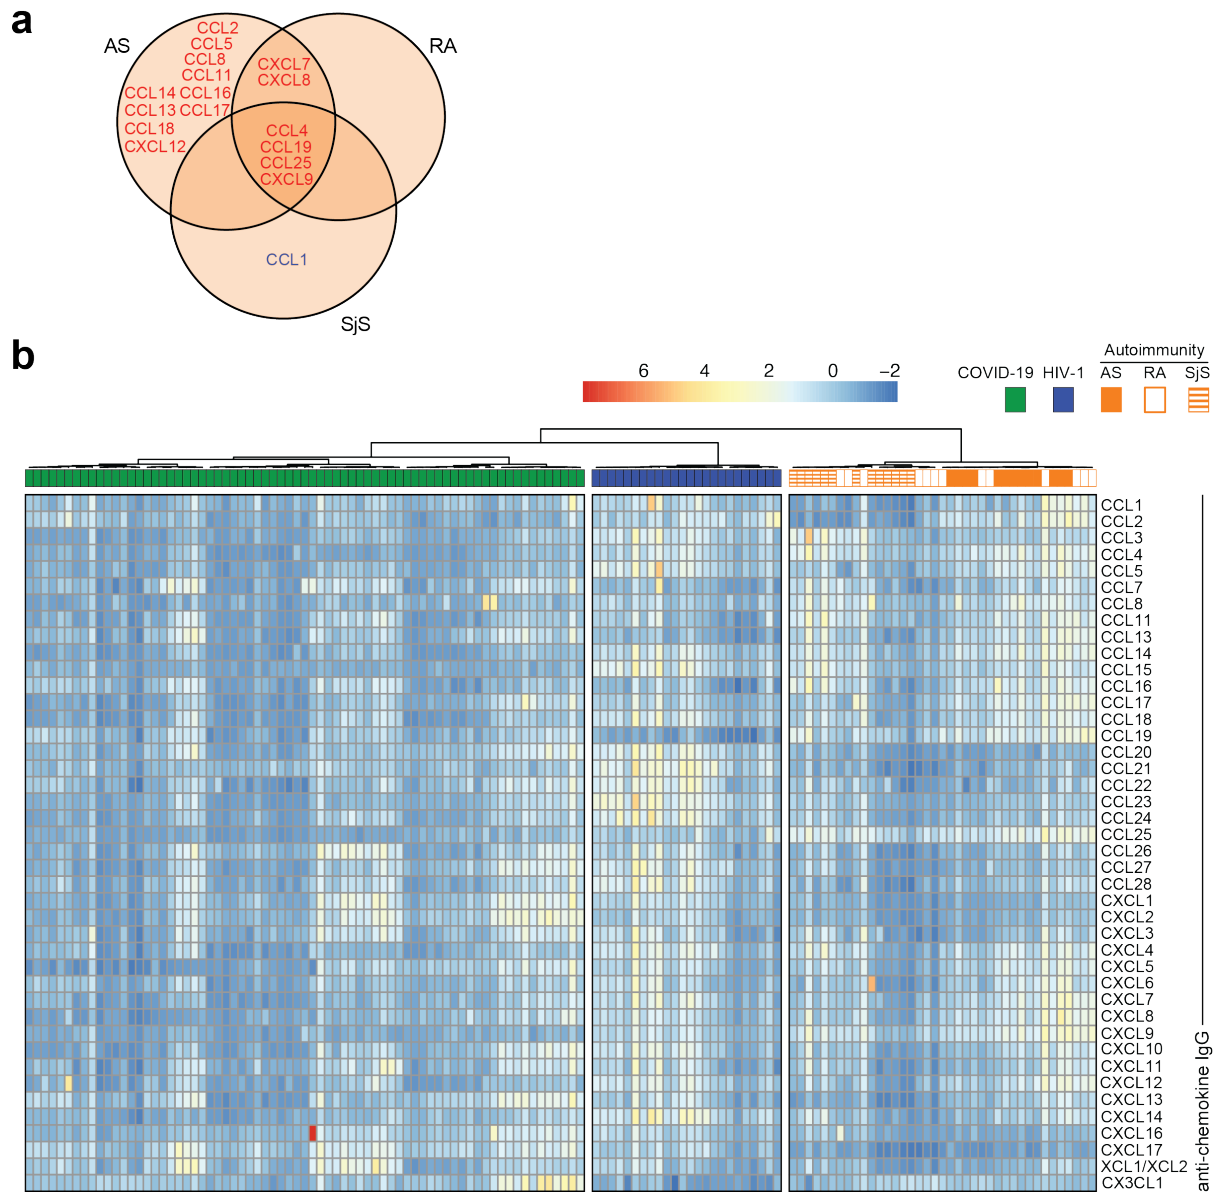 a
AS
RA
CCL2
CCL5
CCL8
CCL11
CCL14 CCL16
CCL13 CCL17
CCL18
CXCL12
CXCL7
CXCL8
CCL4
CCL19
CCL25
CXCL9
CCL1
SjS
b
Autoimmunity
COVID-19 HIV-1 AS RA SjS
6 4 2 0 −2
CCL1
CCL2
CCL3
CCL4
CCL5
CCL7
CCL8
CCL11
CCL13
CCL14
CCL15
CCL16
CCL17
CCL18
CCL19
CCL20
CCL21
CCL22
CCL23
CCL24
CCL25
CCL26
CCL27
CCL28
CXCL1
CXCL2
CXCL3
CXCL4
CXCL5
CXCL6
CXCL7
CXCL8
CXCL9
CXCL10
CXCL11
CXCL12
CXCL13
CXCL14
CXCL16
CXCL17
XCL1/XCL2
CX3CL1
anti-chemokine IgG